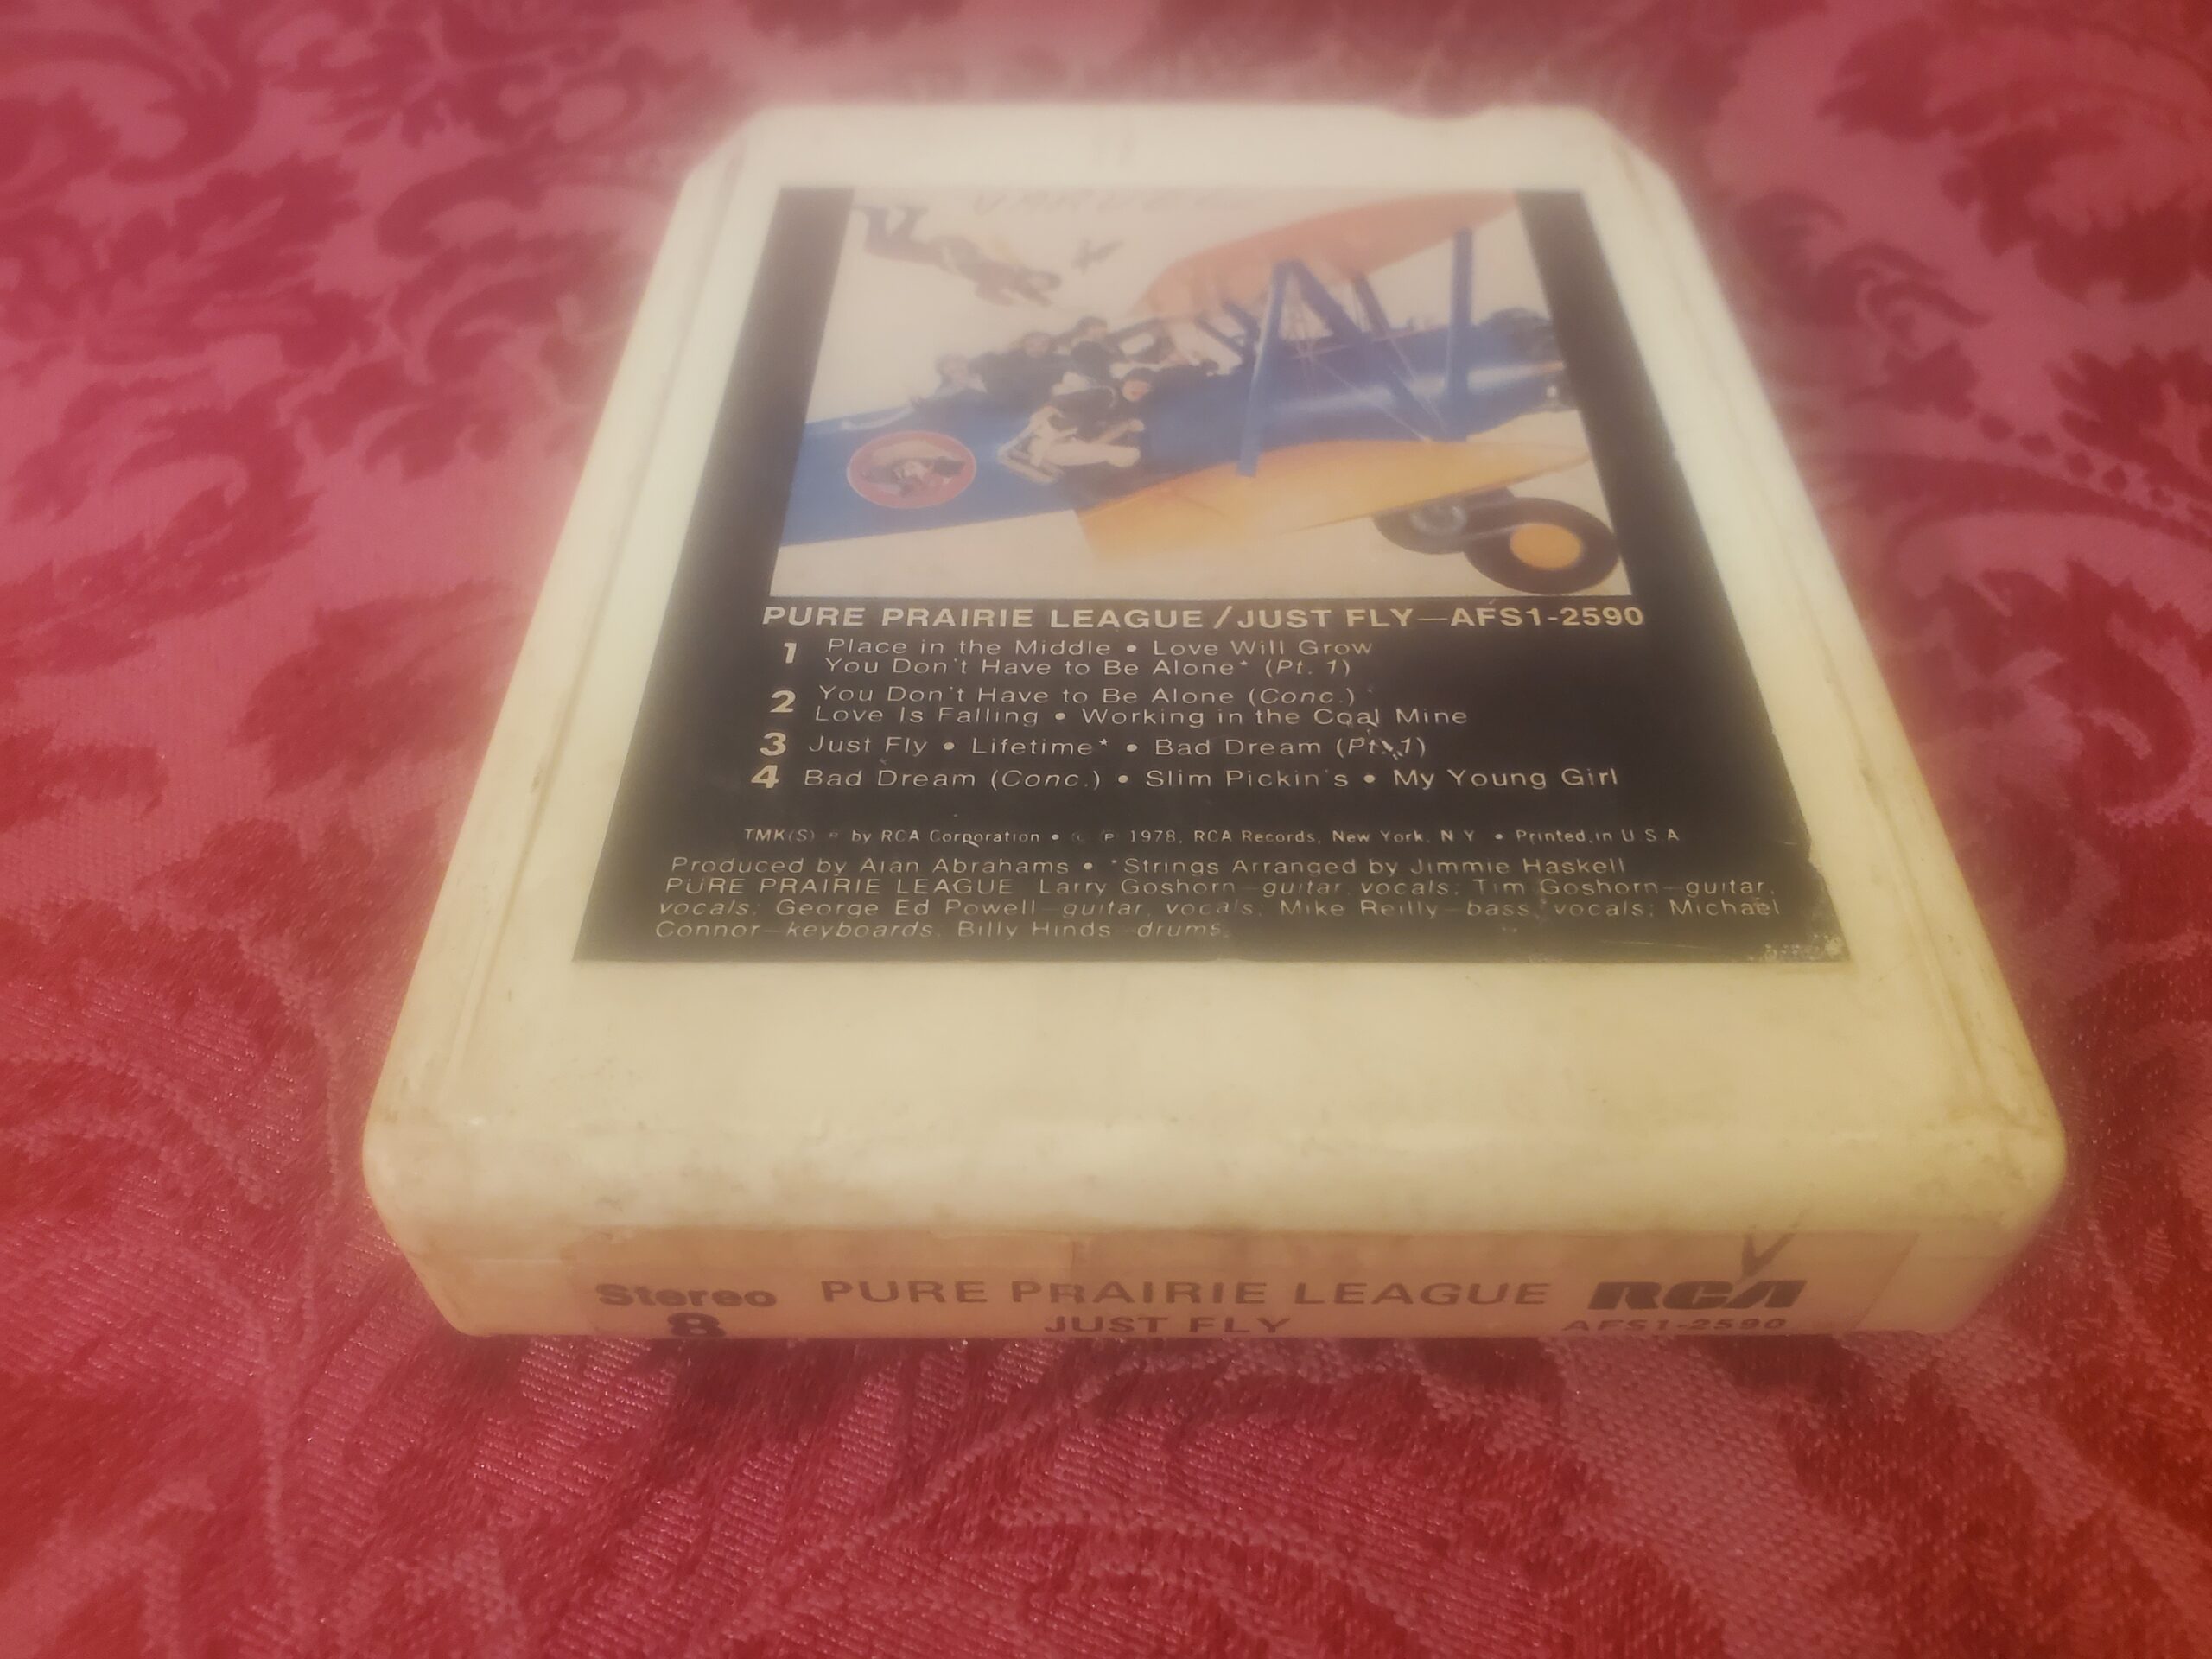 PURE PRAIRIE LEAGUE/JUST FLY—AFS1-2590
1 Place in the Middle • Love Will Grow
You Don't Have to Be Alone* (Pt. 1)
2 You Don't Have to Be Alone (Conc.)
Love Is Falling • Working in the Coal Mine
3 Just Fly • Lifetime* • Bad Dream (Pt. 1)
4 Bad Dream (Conc.) • Slim Pickin's • My Young Girl
TMK(S) ® by RCA Corporation • © ℗ 1978, RCA Records, New York, N.Y. • Printed in U.S.A.
Produced by Alan Abrahams • *Strings Arranged by Jimmie Haskell
PURE PRAIRIE LEAGUE Larry Goshorn—guitar, vocals; Tim Goshorn—guitar,
vocals; George Ed Powell—guitar, vocals; Mike Reilly—bass, vocals; Michael
Connor—keyboards, Billy Hinds—drums.
Stereo 8 PURE PRAIRIE LEAGUE RCA
JUST FLY AFS1-2590